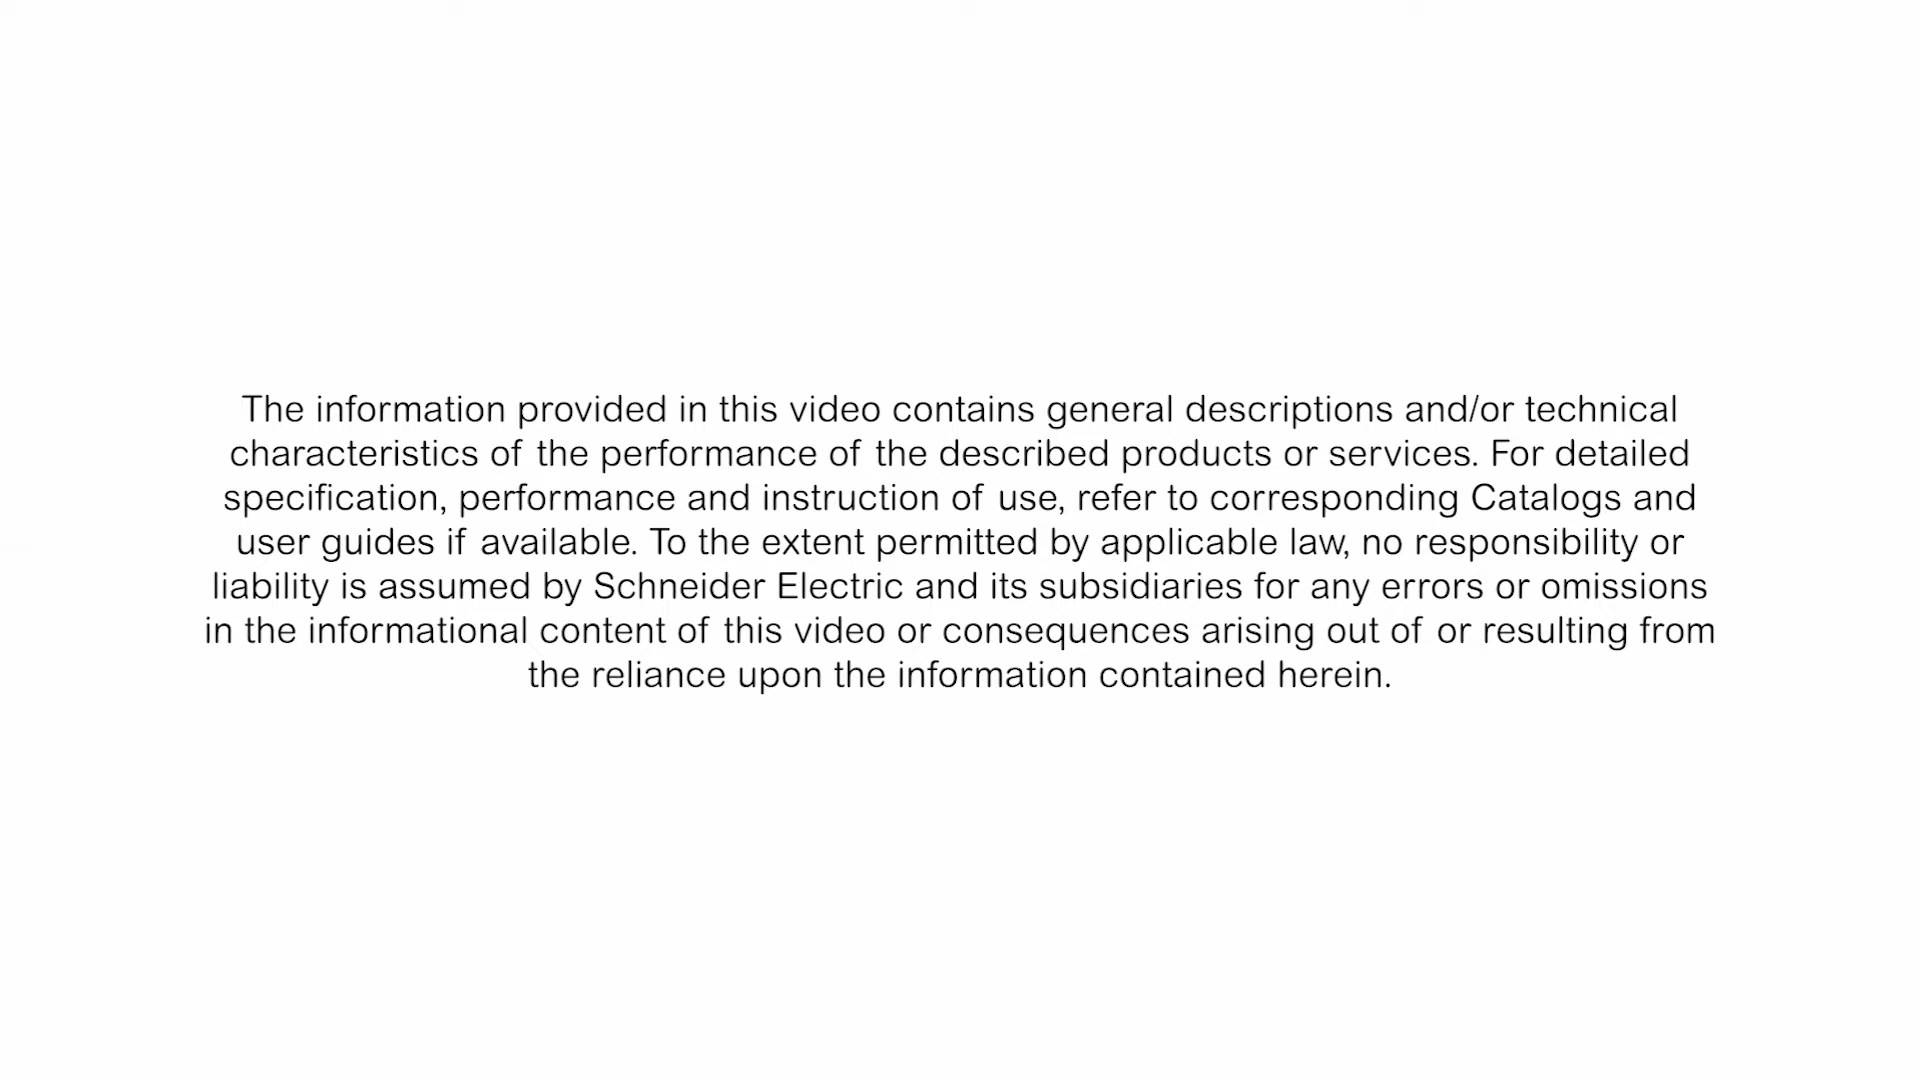 The information provided in this video contains general descriptions and/or technical
characteristics of the performance of the described products or services. For detailed
specification, performance and instruction of use, refer to corresponding Catalogs and
user guides if available. To the extent permitted by applicable law, no responsibility or
liability is assumed by Schneider Electric and its subsidiaries for any errors or omissions
in the informational content of this video or consequences arising out of or resulting from
the reliance upon the information contained herein.